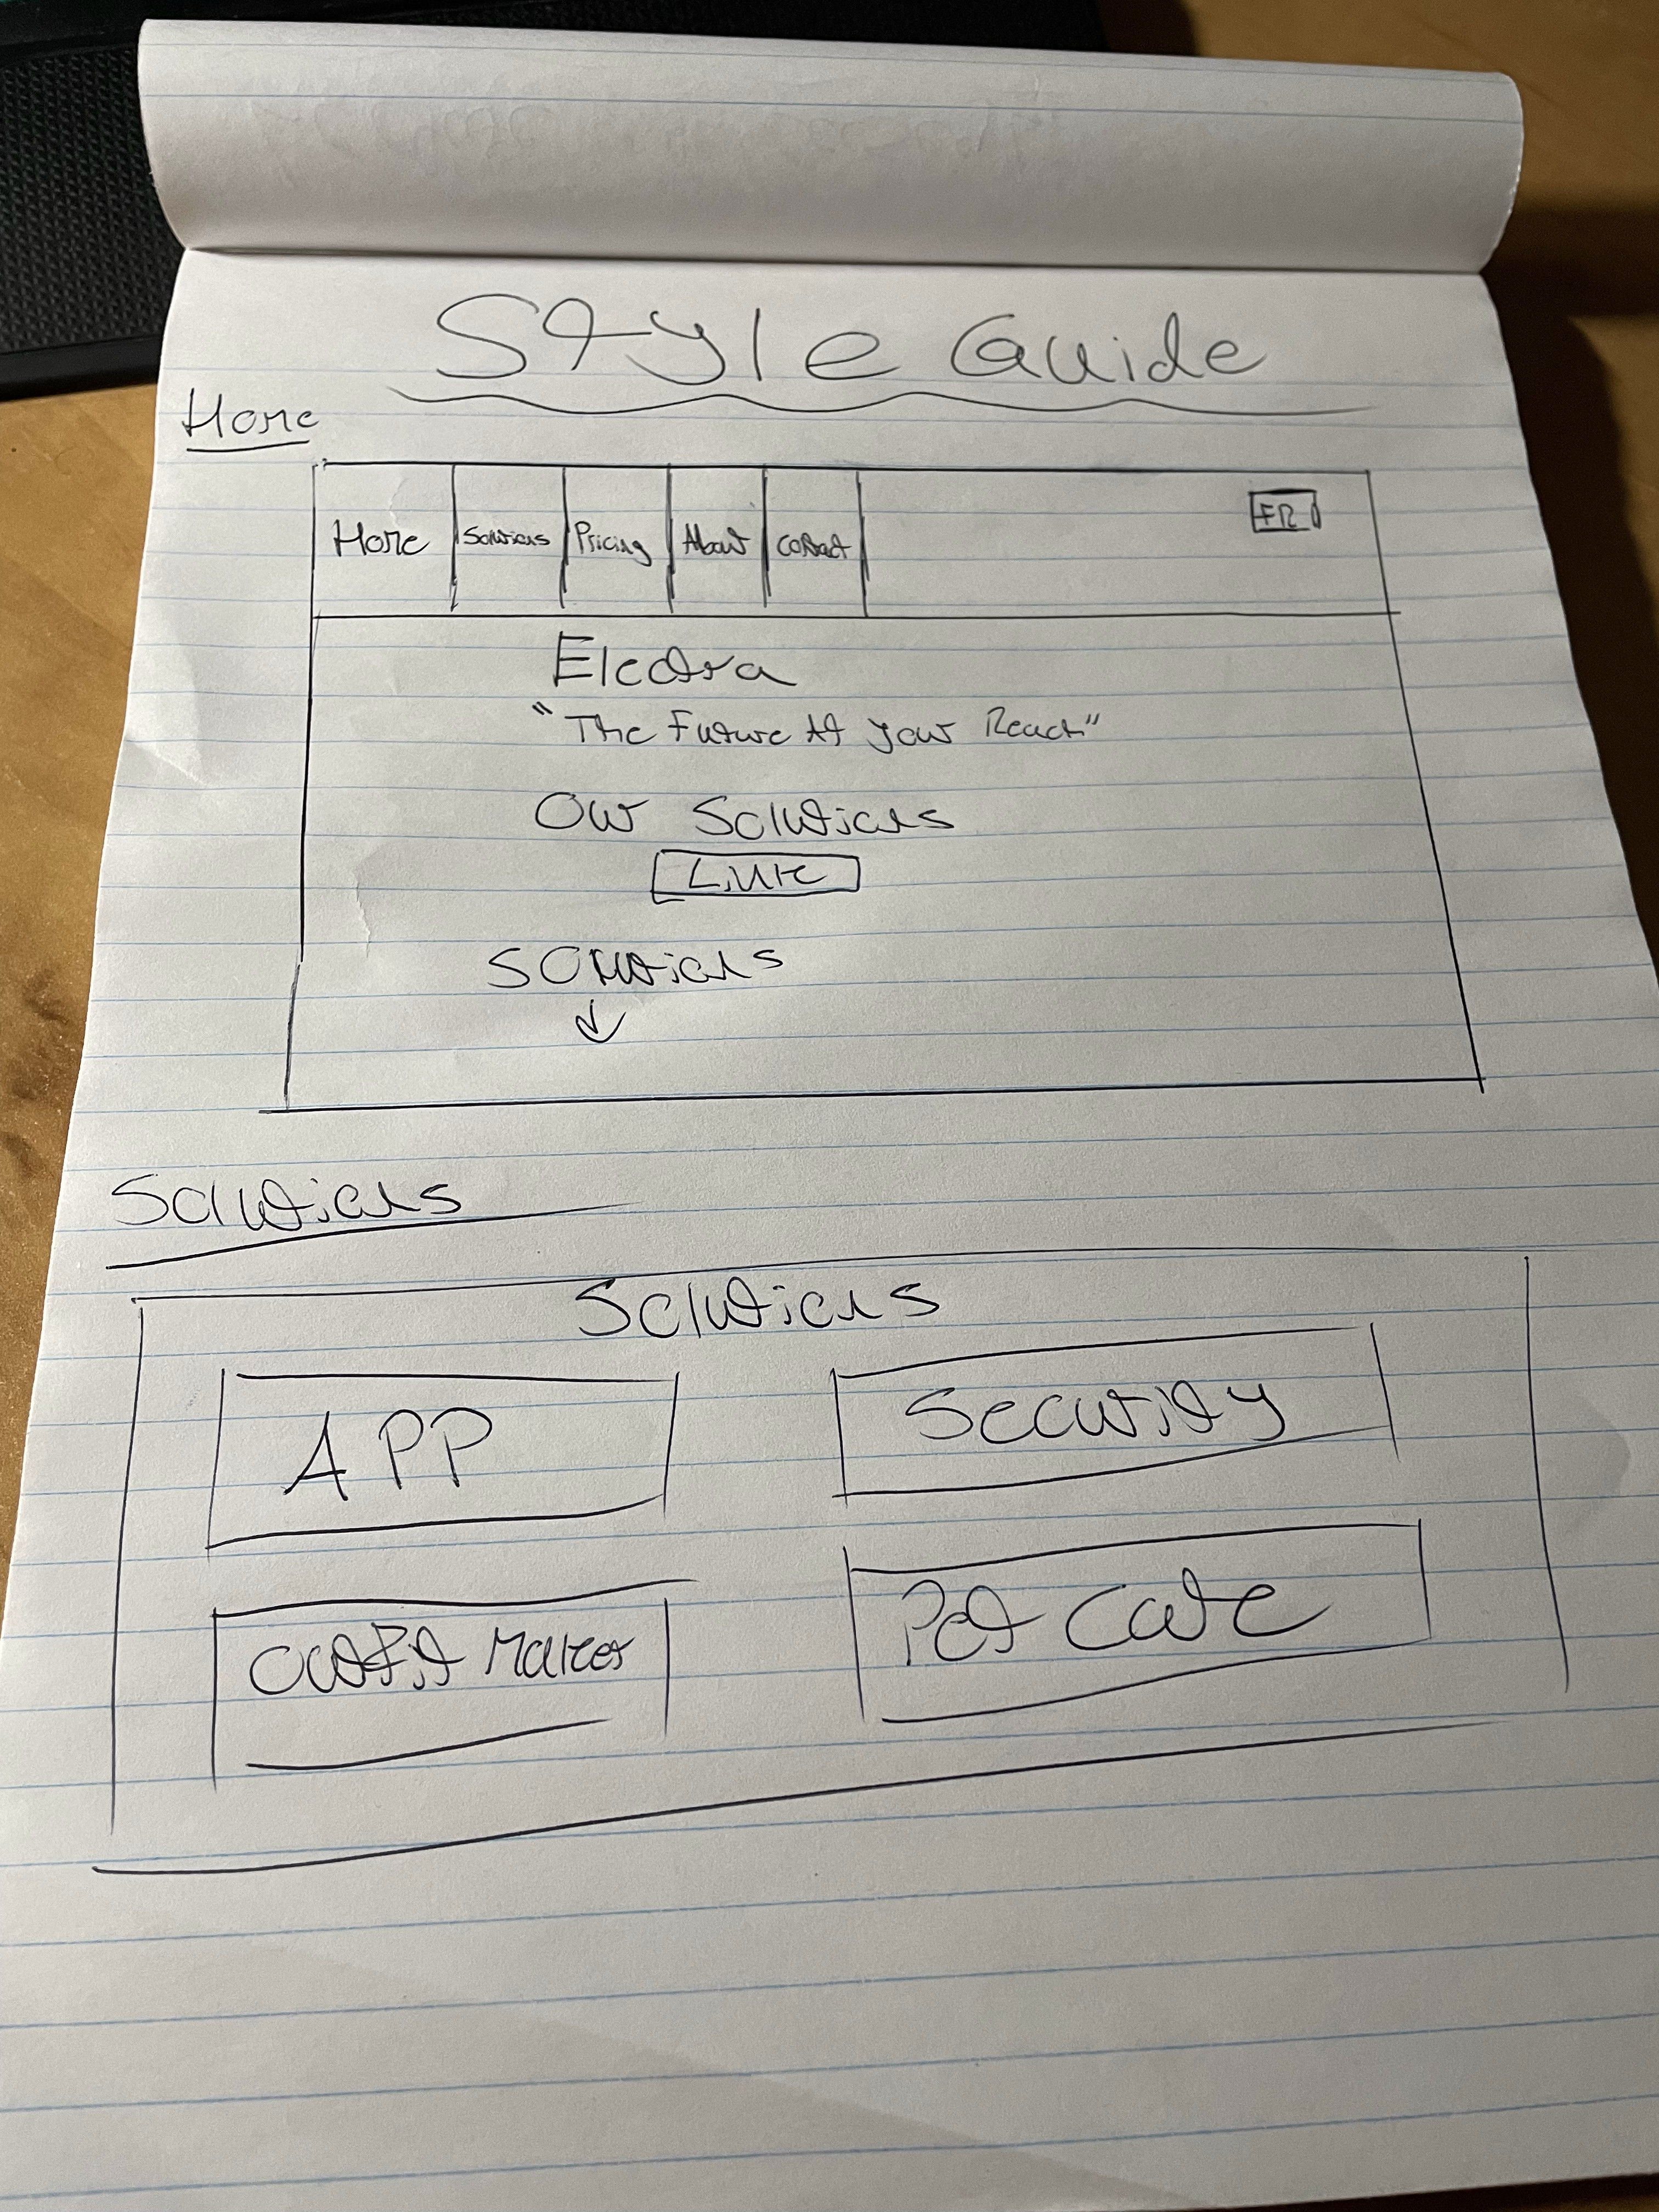 Style Guide
Home
Home Solutions Pricing About Contact FR
Electra
"The Future At your Reach"
Our Solutions
Link
Solutions
Solutions
Solutions
APP Security
Outfit Maker Pet Care